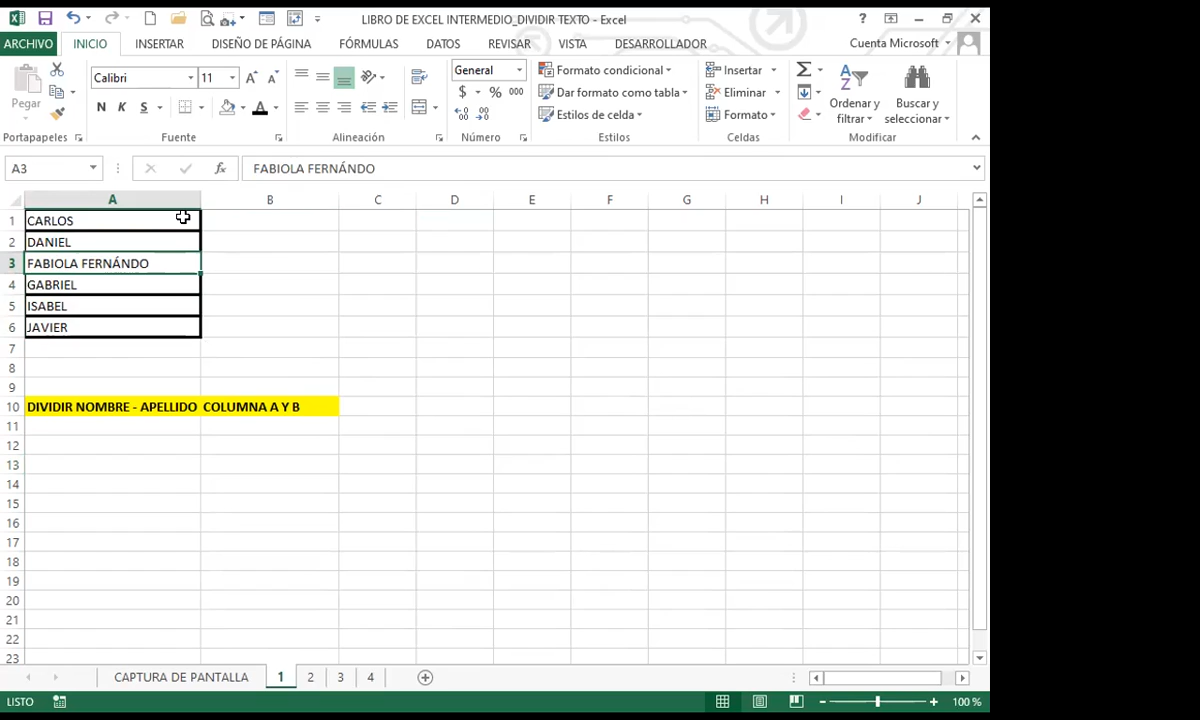 LIBRO DE EXCEL INTERMEDIO_DIVIDIR TEXTO - Excel
?
ARCHIVO INICIO INSERTAR DISEÑO DE PÁGINA FÓRMULAS DATOS REVISAR VISTA DESARROLLADOR Cuenta Microsoft
Pegar
Portapapeles
Calibri 11
N K S A
Fuente
Alineación
General
$ % 000
Número
Formato condicional
Dar formato como tabla
Estilos de celda
Estilos
Insertar
Eliminar
Formato
Celdas
Ordenar y filtrar
Buscar y seleccionar
Modificar
A3 fx FABIOLA FERNÁNDO
A B C D E F G H I J
1 CARLOS
2 DANIEL
3 FABIOLA FERNÁNDO
4 GABRIEL
5 ISABEL
6 JAVIER
7
8
9
10 DIVIDIR NOMBRE - APELLIDO COLUMNA A Y B
11
12
13
14
15
16
17
18
19
20
21
22
23
CAPTURA DE PANTALLA 1 2 3 4
LISTO 100 %